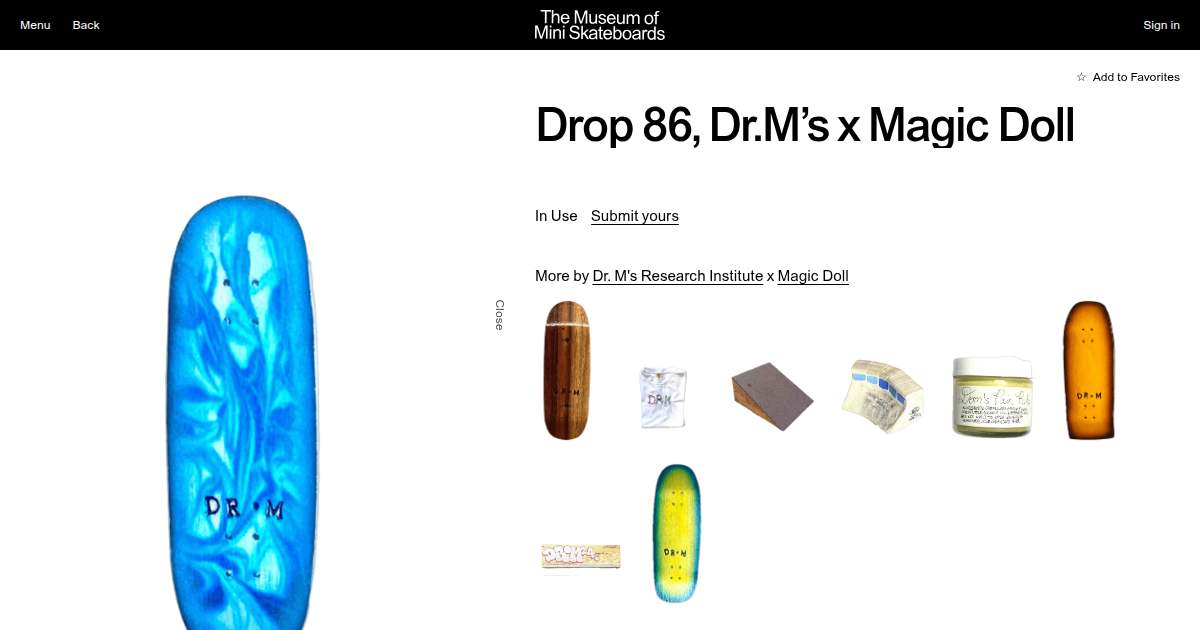 Menu
Back
The Museum of
Mini Skateboards
Sign in
☆ Add to Favorites
Drop 86, Dr.M’s x Magic Doll
In Use
Submit yours
More by Dr. M's Research Institute x Magic Doll
Close
DR•M
DR•M
DR•M
DR•M
DR•M